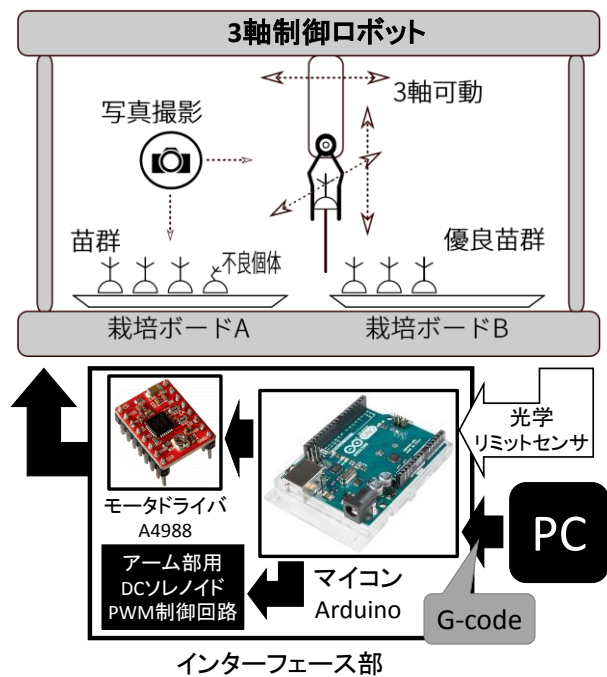 3軸制御ロボット
写真撮影
3軸可動
苗群
不良個体
優良苗群
栽培ボードA
栽培ボードB
光学
リミットセンサ
モータドライバ
A4988
アーム部用
DCソレノイド
PWM制御回路
マイコン
Arduino
PC
G-code
インターフェース部